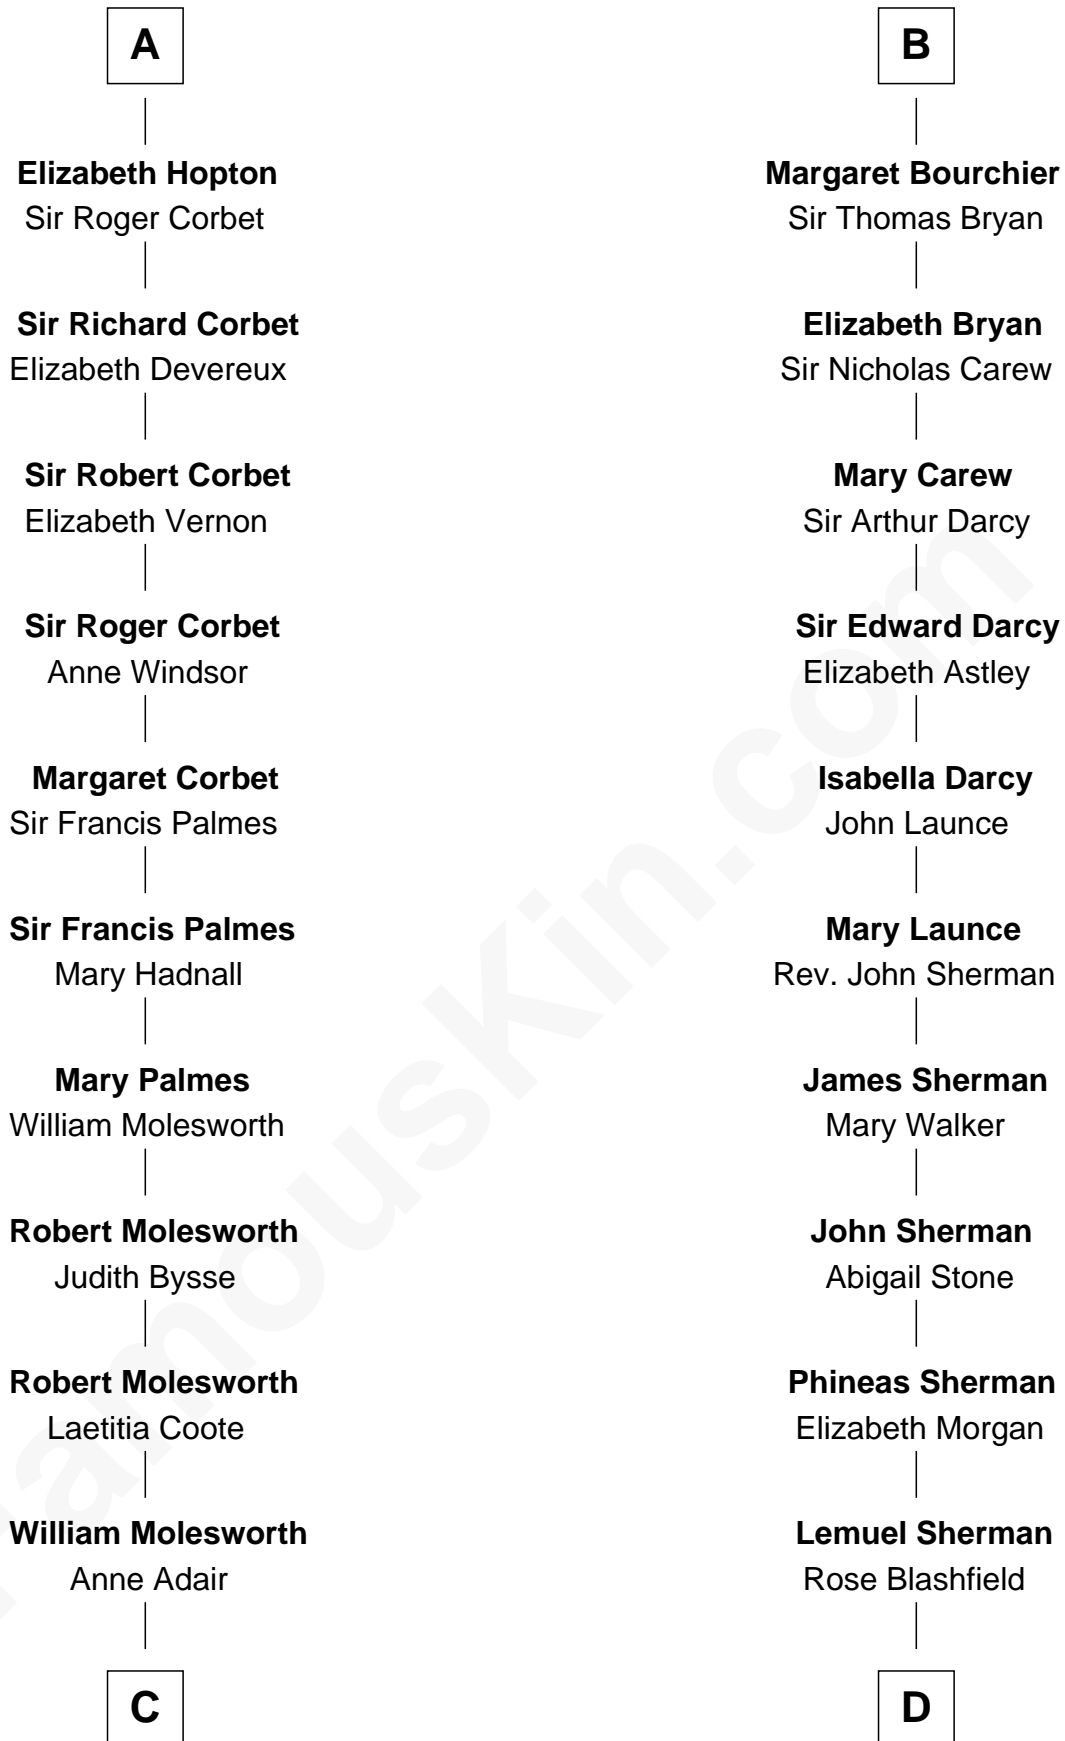 A
Elizabeth Hopton
Sir Roger Corbet
Sir Richard Corbet
Elizabeth Devereux
Sir Robert Corbet
Elizabeth Vernon
Sir Roger Corbet
Anne Windsor
Margaret Corbet
Sir Francis Palmes
Sir Francis Palmes
Mary Hadnall
Mary Palmes
William Molesworth
Robert Molesworth
Judith Bysse
Robert Molesworth
Laetitia Coote
William Molesworth
Anne Adair
C
B
Margaret Bourchier
Sir Thomas Bryan
Elizabeth Bryan
Sir Nicholas Carew
Mary Carew
Sir Arthur Darcy
Sir Edward Darcy
Elizabeth Astley
Isabella Darcy
John Launce
Mary Launce
Rev. John Sherman
James Sherman
Mary Walker
John Sherman
Abigail Stone
Phineas Sherman
Elizabeth Morgan
Lemuel Sherman
Rose Blashfield
D
FamousKin.com